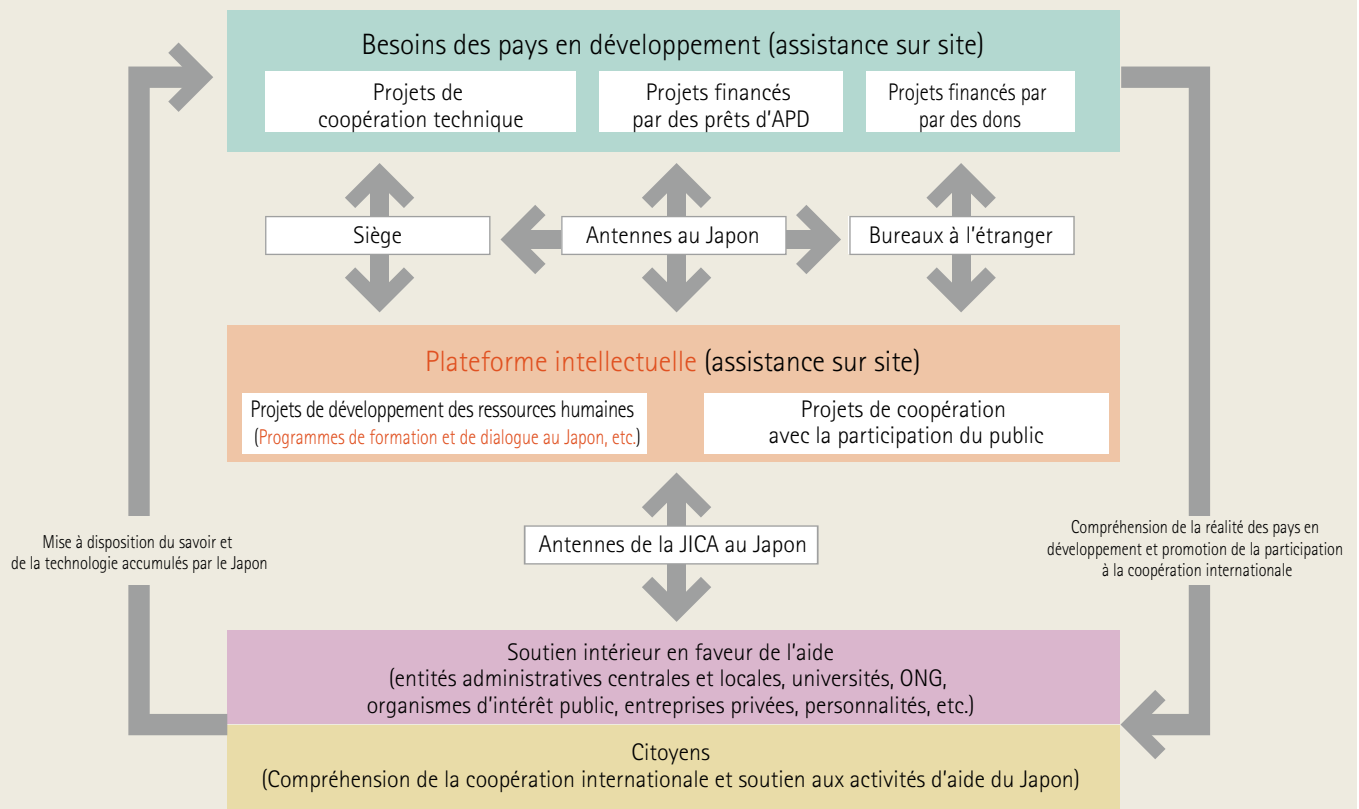 Besoins des pays en développement (assistance sur site)
Projets de
coopération technique
Projets financés
par des prêts d'APD
Projets financés par
par des dons
Siège
Antennes au Japon
Bureaux à l'étranger
Plateforme intellectuelle (assistance sur site)
Projets de développement des ressources humaines
(Programmes de formation et de dialogue au Japon, etc.)
Projets de coopération
avec la participation du public
Mise à disposition du savoir et
de la technologie accumulés par le Japon
Antennes de la JICA au Japon
Compréhension de la réalité des pays en
développement et promotion de la participation
à la coopération internationale
Soutien intérieur en faveur de l'aide
(entités administratives centrales et locales, universités, ONG,
organismes d'intérêt public, entreprises privées, personnalités, etc.)
Citoyens
(Compréhension de la coopération internationale et soutien aux activités d'aide du Japon)